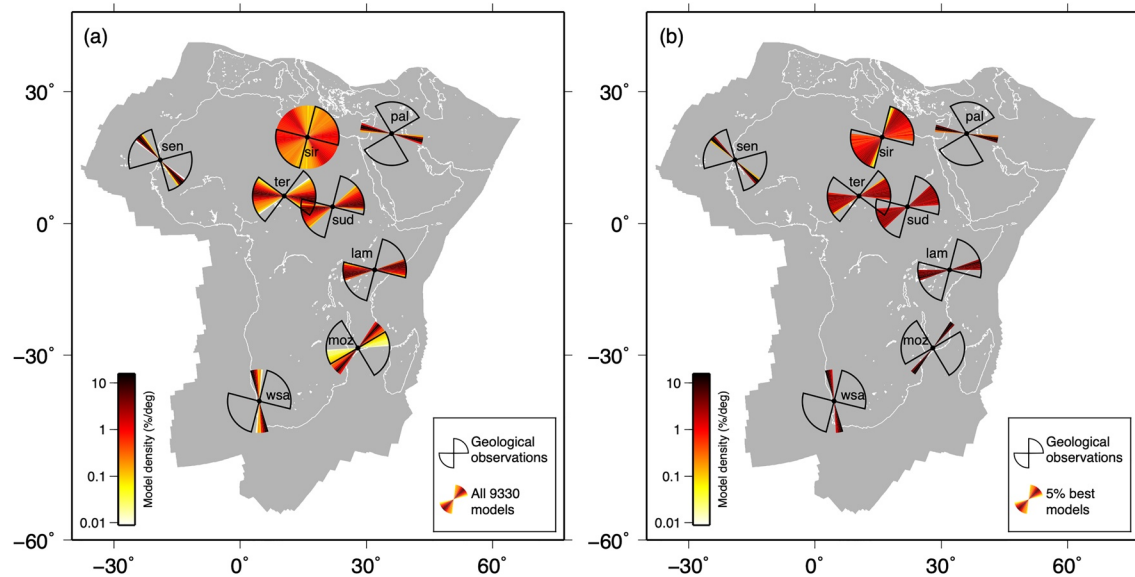 (a)
30°
0°
−30°
−60°
−30°
0°
30°
60°
pal
sen
sir
ter
sud
lam
moz
wsa
10
1
0.1
0.01
Model density (%/deg)
Geological
observations
All 9330
models
(b)
30°
0°
−30°
−60°
−30°
0°
30°
60°
pal
sen
sir
ter
sud
lam
moz
wsa
10
1
0.1
0.01
Model density (%/deg)
Geological
observations
5% best
models